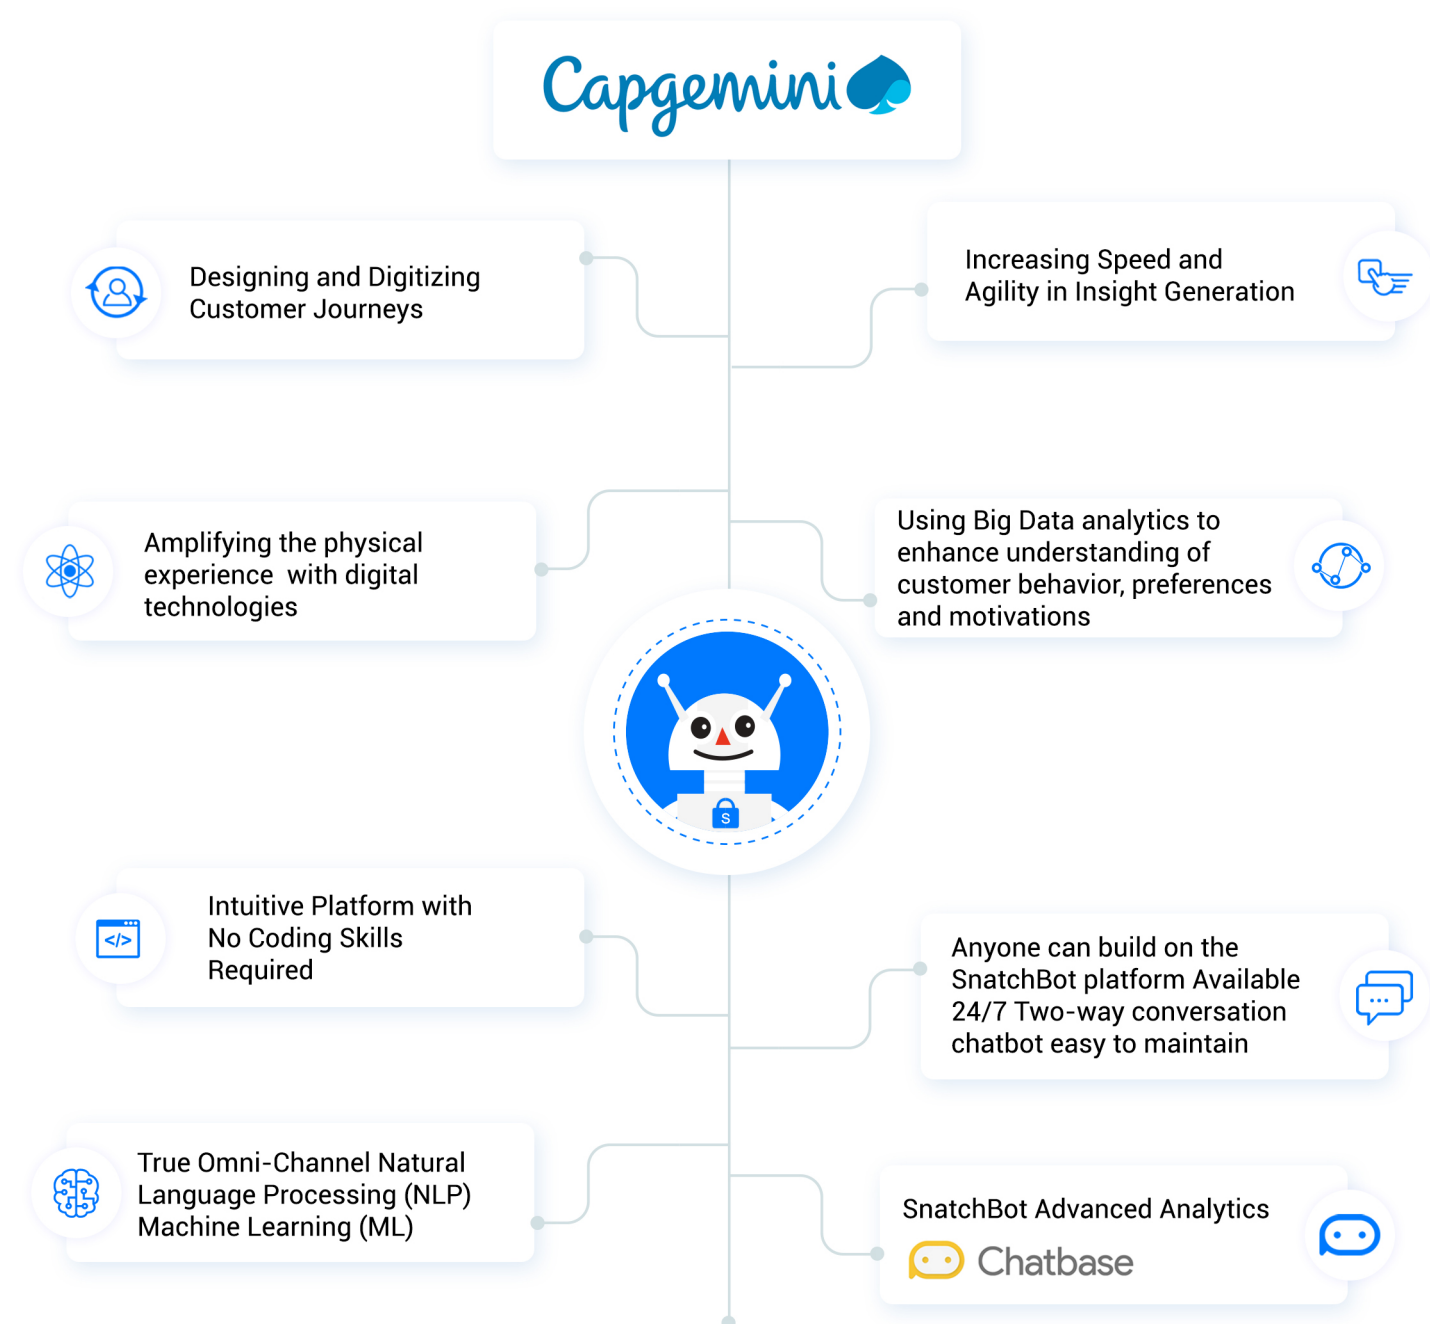 Capgemini
Designing and Digitizing
Customer Journeys
Increasing Speed and
Agility in Insight Generation
Amplifying the physical
experience  with digital
technologies
Using Big Data analytics to
enhance understanding of
customer behavior, preferences
and motivations
S
Intuitive Platform with
No Coding Skills
Required
</>
Anyone can build on the
SnatchBot platform Available
24/7 Two-way conversation
chatbot easy to maintain
True Omni-Channel Natural
Language Processing (NLP)
Machine Learning (ML)
SnatchBot Advanced Analytics
Chatbase